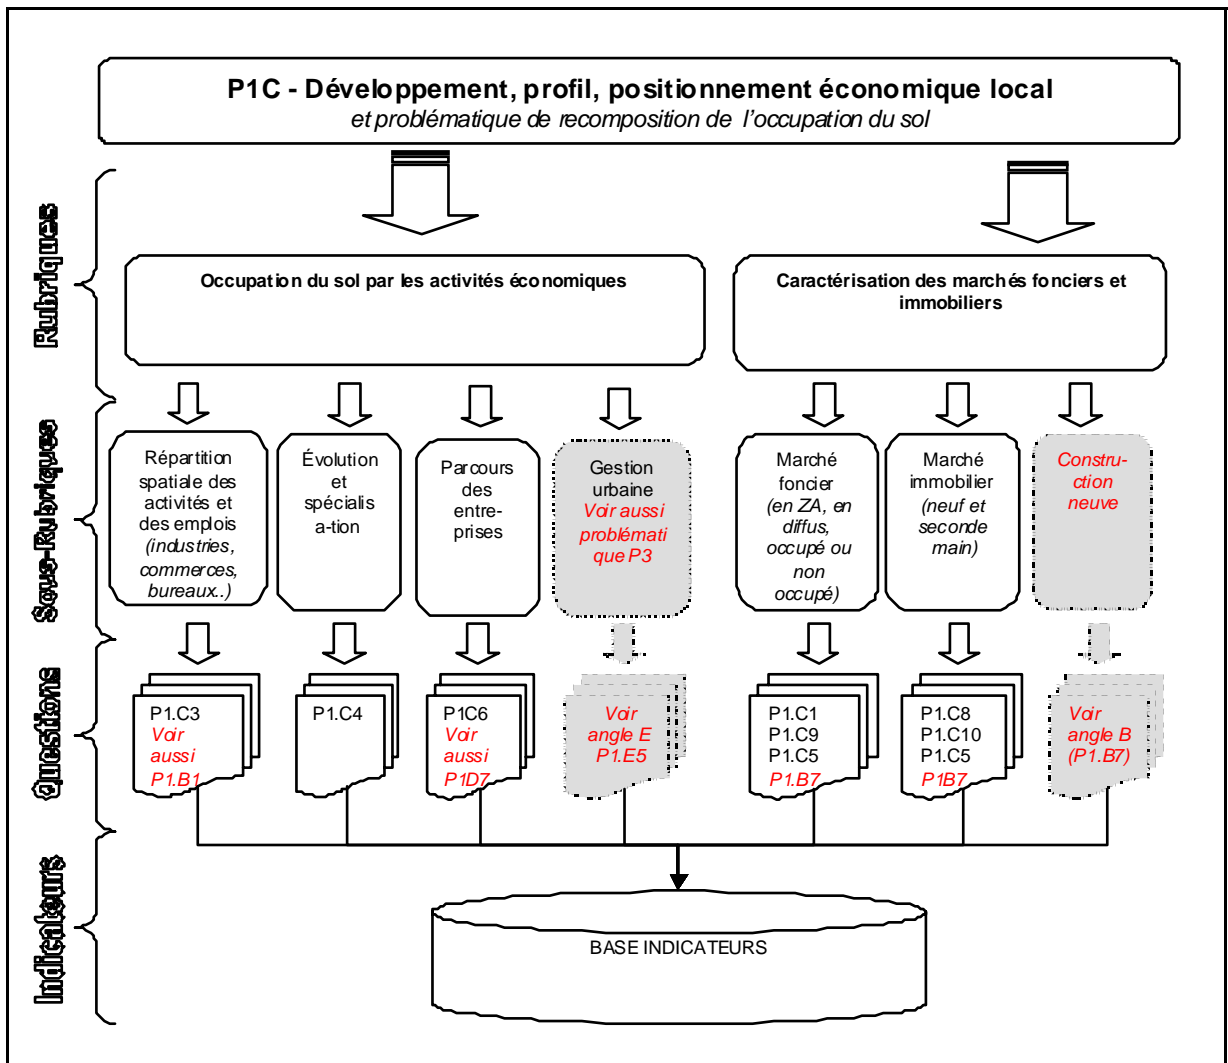 P1C - Développement, profil, positionnement économique local
et problématique de recomposition de l'occupation du sol
Rubriques
Occupation du sol par les activités économiques
Caractérisation des marchés fonciers et
immobiliers
Sous-Rubriques
Répartition
spatiale des
activités et
des emplois
(industries,
commerces,
bureaux..)
Évolution
et
spécialis
a-tion
Parcours
des
entre-
prises
Gestion
urbaine
Voir aussi
problémati
que P3
Marché
foncier
(en ZA, en
diffus,
occupé ou
non
occupé)
Marché
immobilier
(neuf et
seconde
main)
Constru-
ction
neuve
Questions
P1.C3
Voir
aussi
P1.B1
P1.C4
P1C6
Voir
aussi
P1D7
Voir
angle E
P1.E5
P1.C1
P1.C9
P1.C5
P1.B7
P1.C8
P1.C10
P1.C5
P1B7
Voir
angle B
(P1.B7)
Indicateurs
BASE INDICATEURS